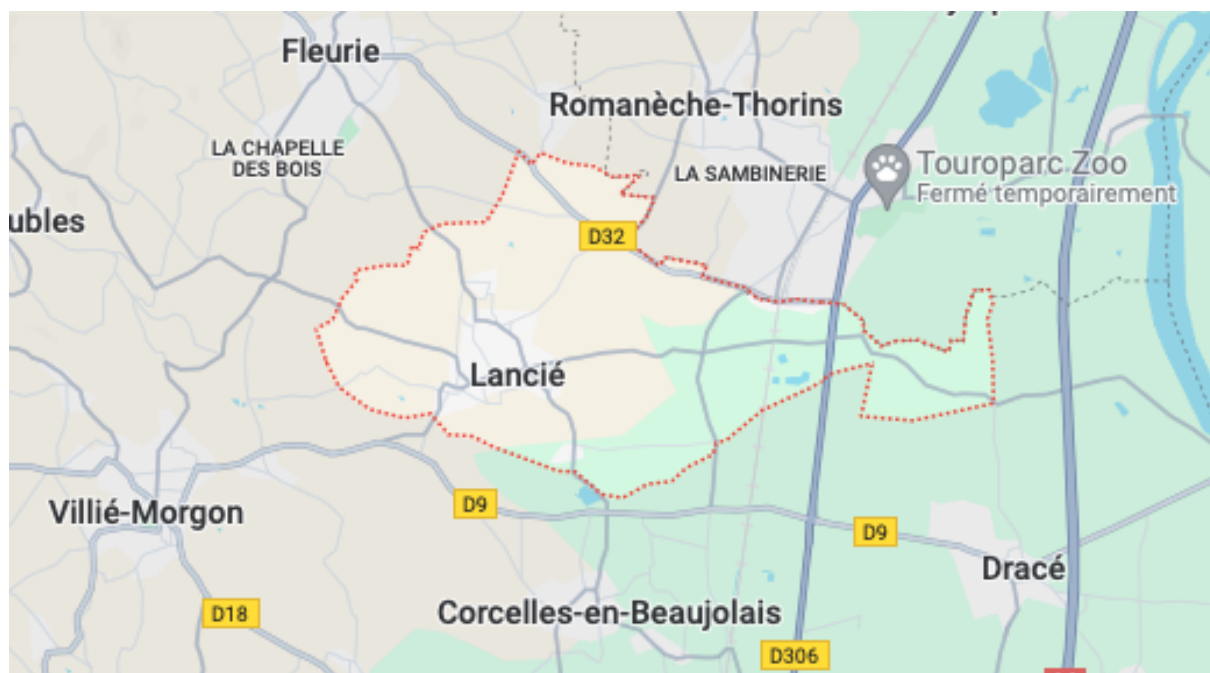 Fleurie
Romanèche-Thorins
LA CHAPELLE
DES BOIS
LA SAMBINERIE
Touroparc Zoo
Fermé temporairement
ubles
D32
Lancié
Villié-Morgon
D9
D9
Dracé
D18
Corcelles-en-Beaujolais
D306